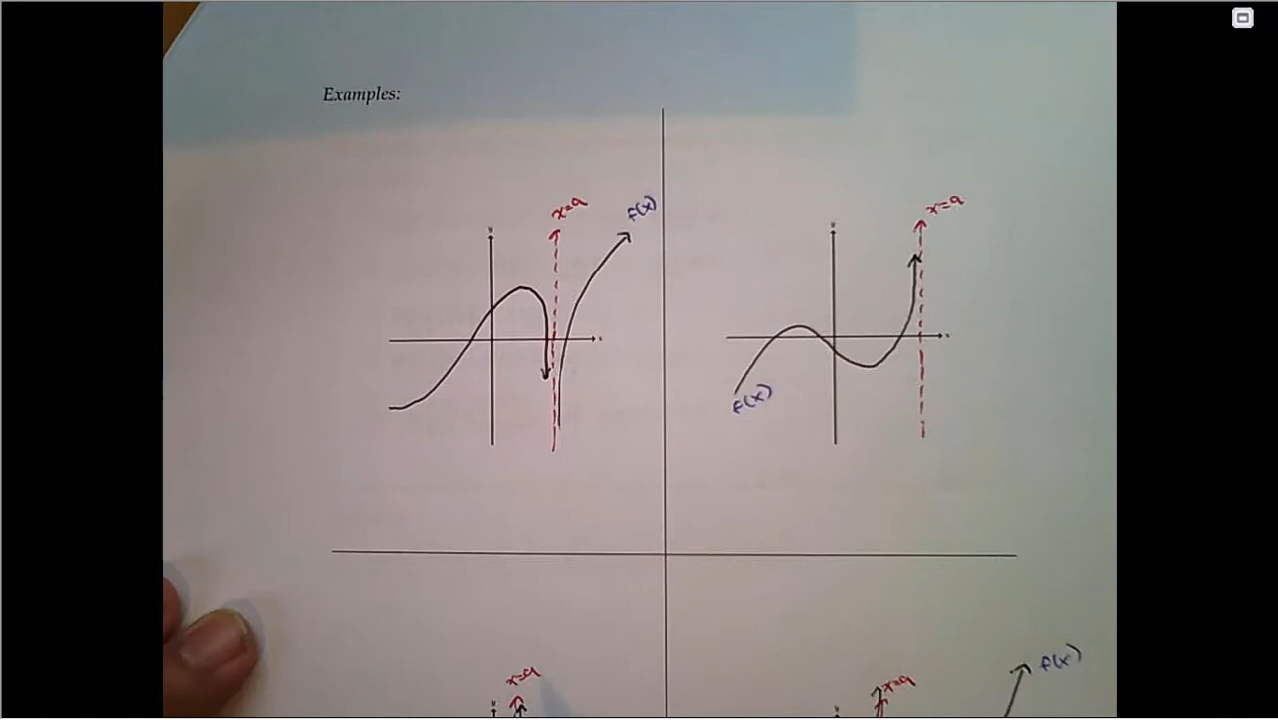 Examples:
x=a
f(x)
y
x
x=a
y
x
f(x)
x=a
y
x=a
y
f(x)